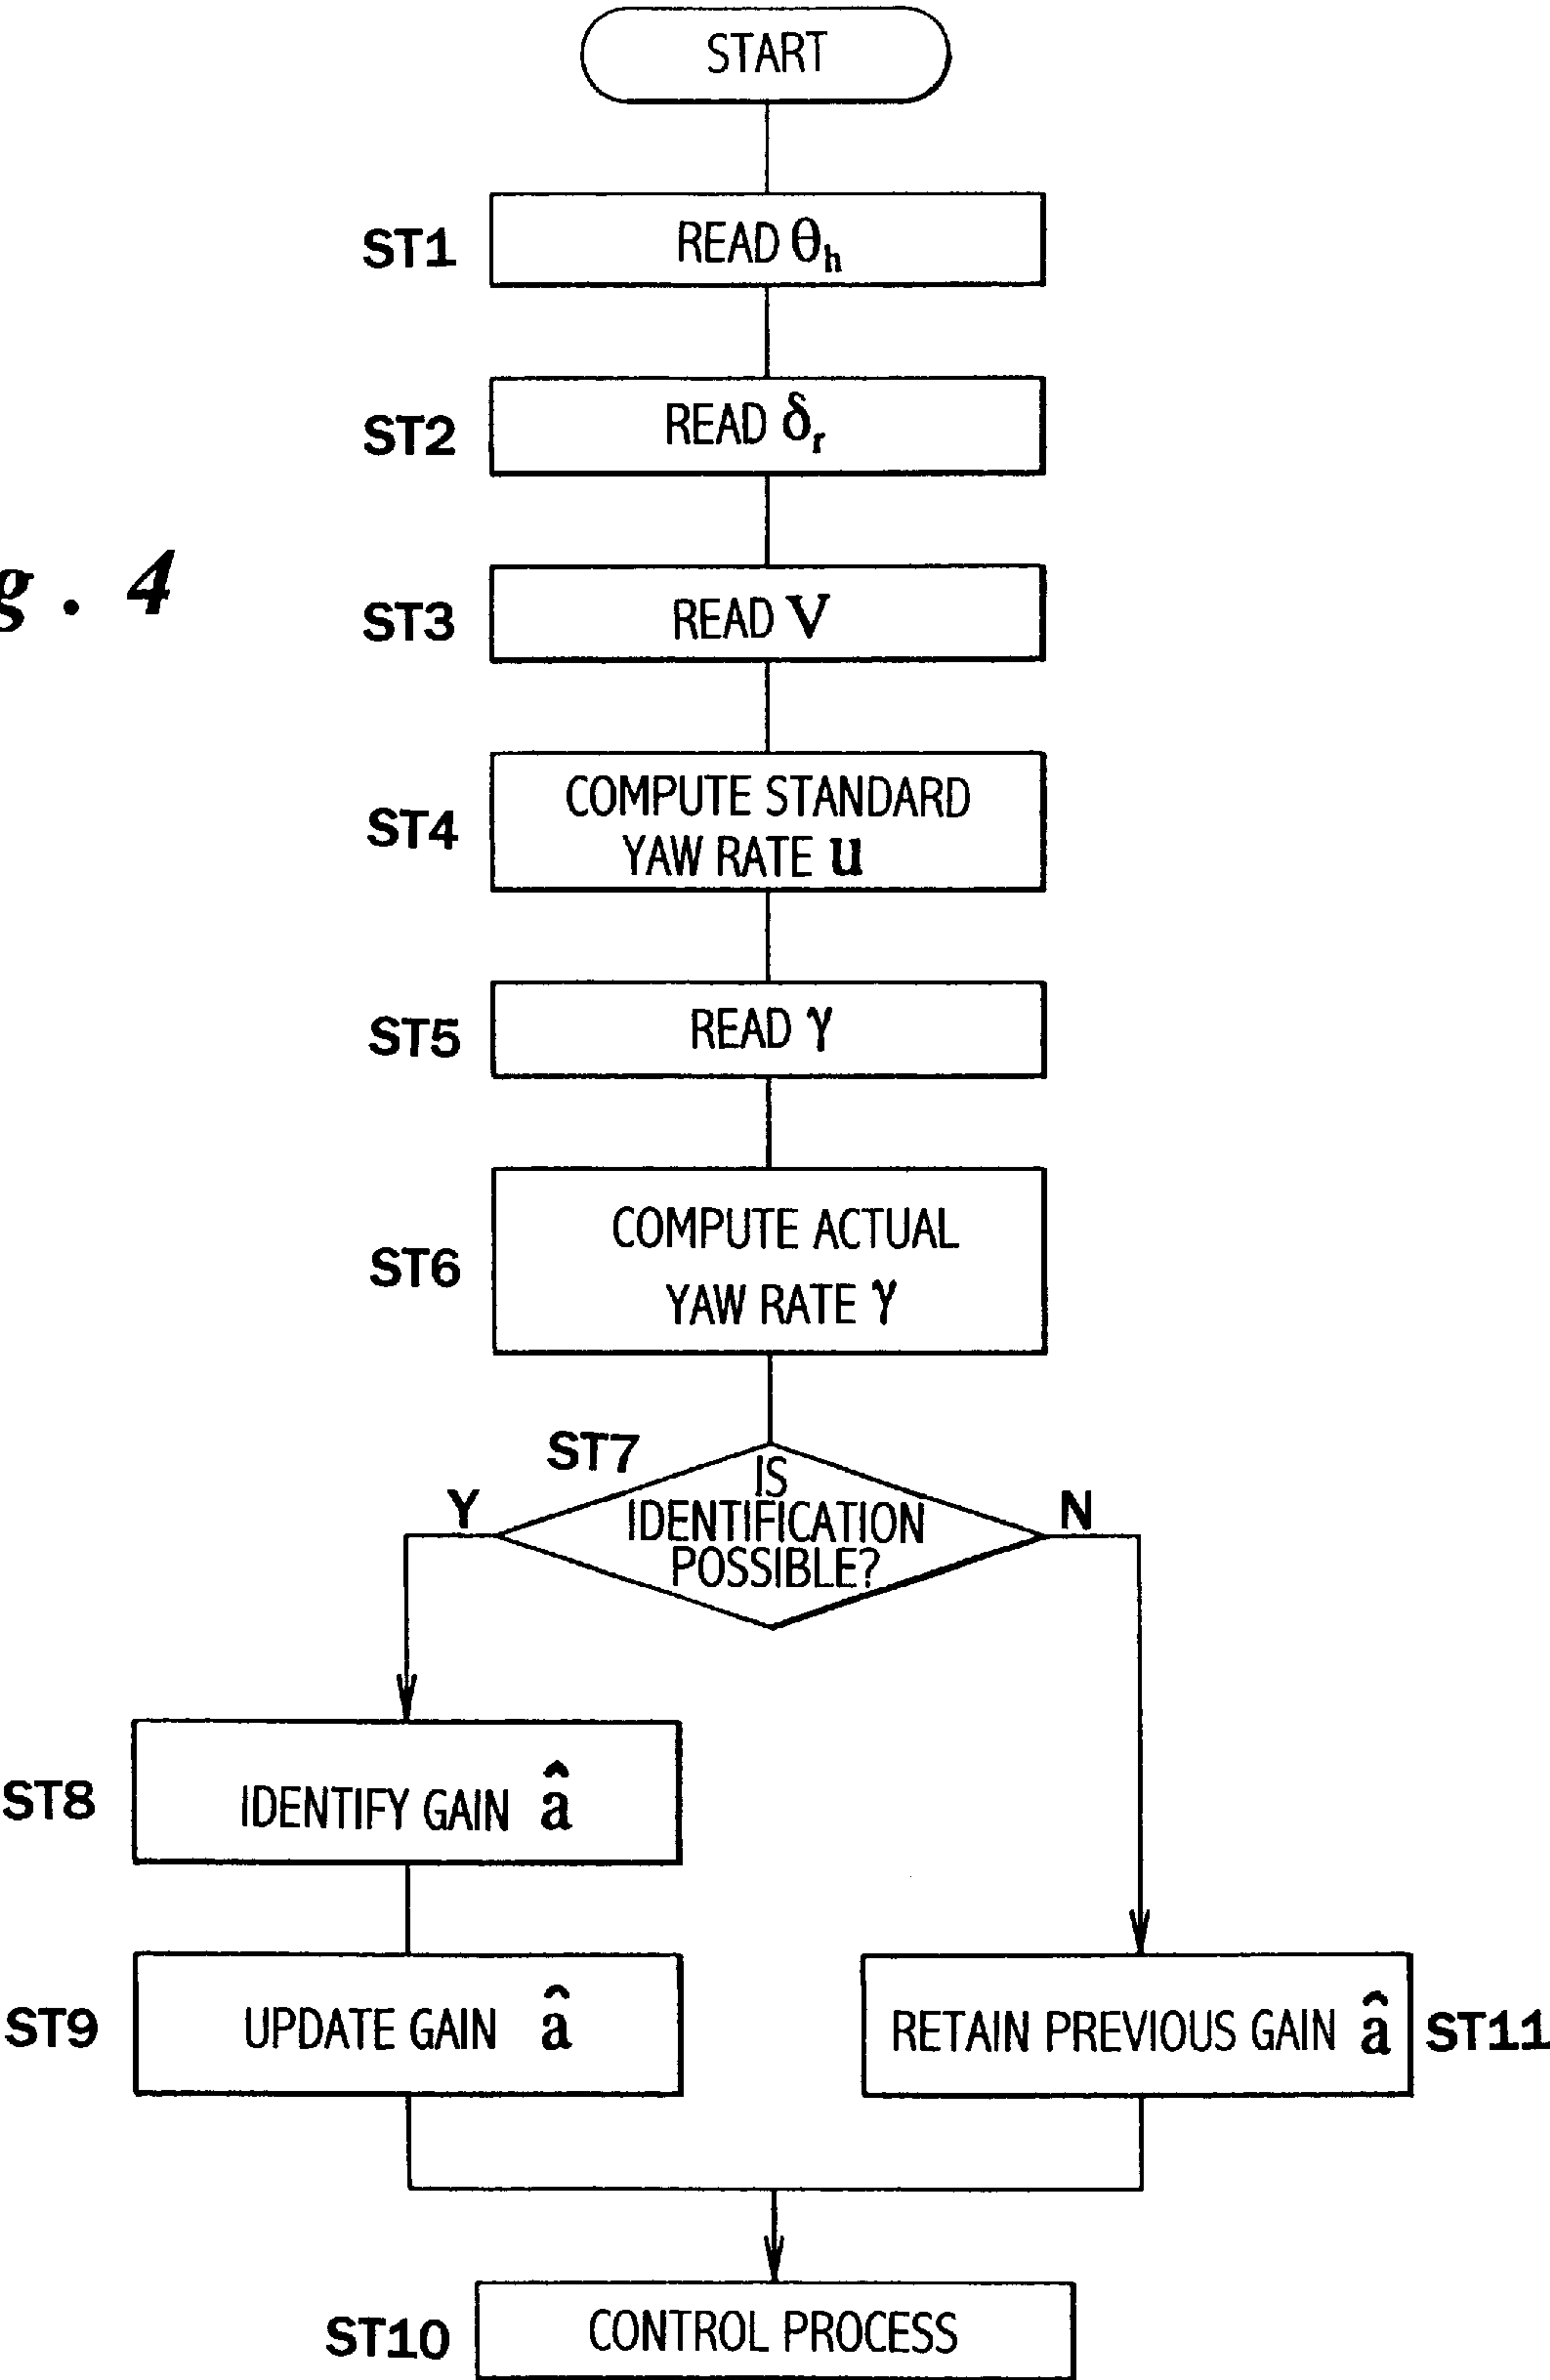 START
ST1
READ θh
ST2
READ δr
g . 4
ST3
READ V
ST4
COMPUTE STANDARD
YAW RATE u
ST5
READ γ
ST6
COMPUTE ACTUAL
YAW RATE γ
ST7
IS
IDENTIFICATION
POSSIBLE?
Y
N
ST8
IDENTIFY GAIN â
ST9
UPDATE GAIN â
RETAIN PREVIOUS GAIN â
ST11
ST10
CONTROL PROCESS